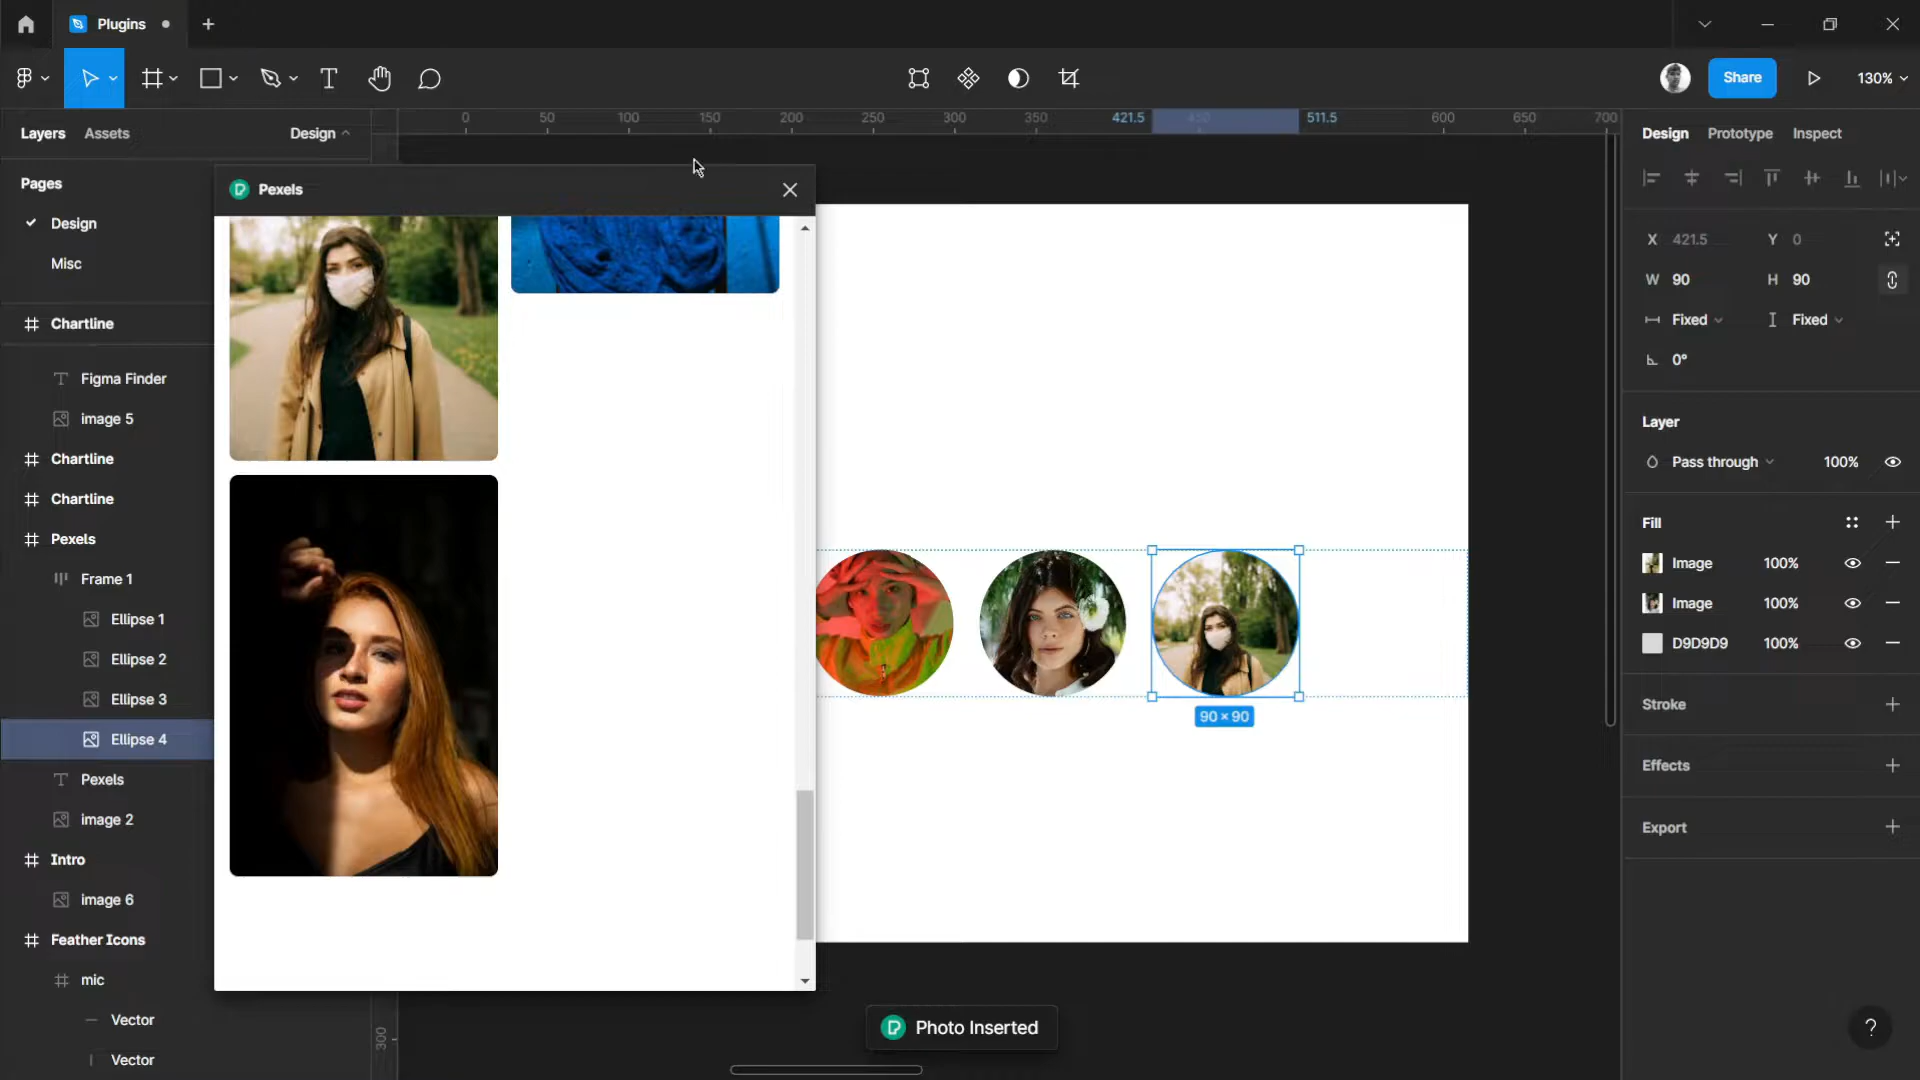 Plugins
Share
130%
Layers
Assets
Design
0
50
100
150
200
250
300
350
421.5
450
511.5
600
650
700
Design
Prototype
Inspect
Pages
Design
Misc
Chartline
Figma Finder
image 5
Chartline
Chartline
Pexels
Frame 1
Ellipse 1
Ellipse 2
Ellipse 3
Ellipse 4
Pexels
image 2
Intro
image 6
Feather Icons
mic
Vector
Vector
Pexels
90 × 90
300
Photo Inserted
X 421.5
Y 0
W 90
H 90
Fixed
Fixed
0°
Layer
Pass through 100%
Fill
Image 100%
Image 100%
D9D9D9 100%
Stroke
Effects
Export
?